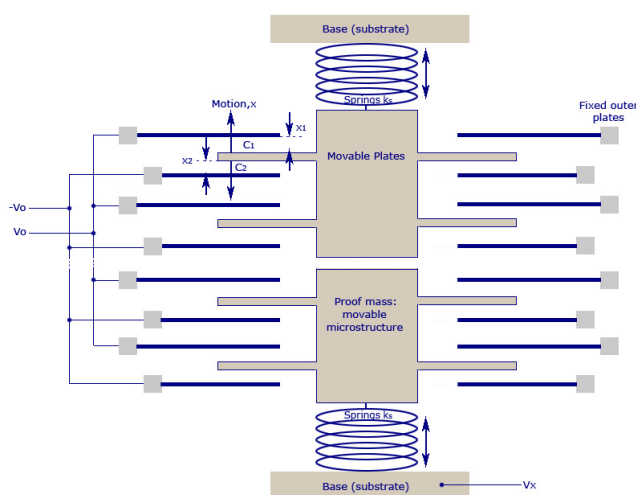 Base (substrate)
Springs ks
Motion,x
Fixed outer
plates
x1
C1
x2
Movable Plates
C2
-Vo
Vo
Proof mass:
movable
microstructure
Springs ks
Base (substrate)
Vx